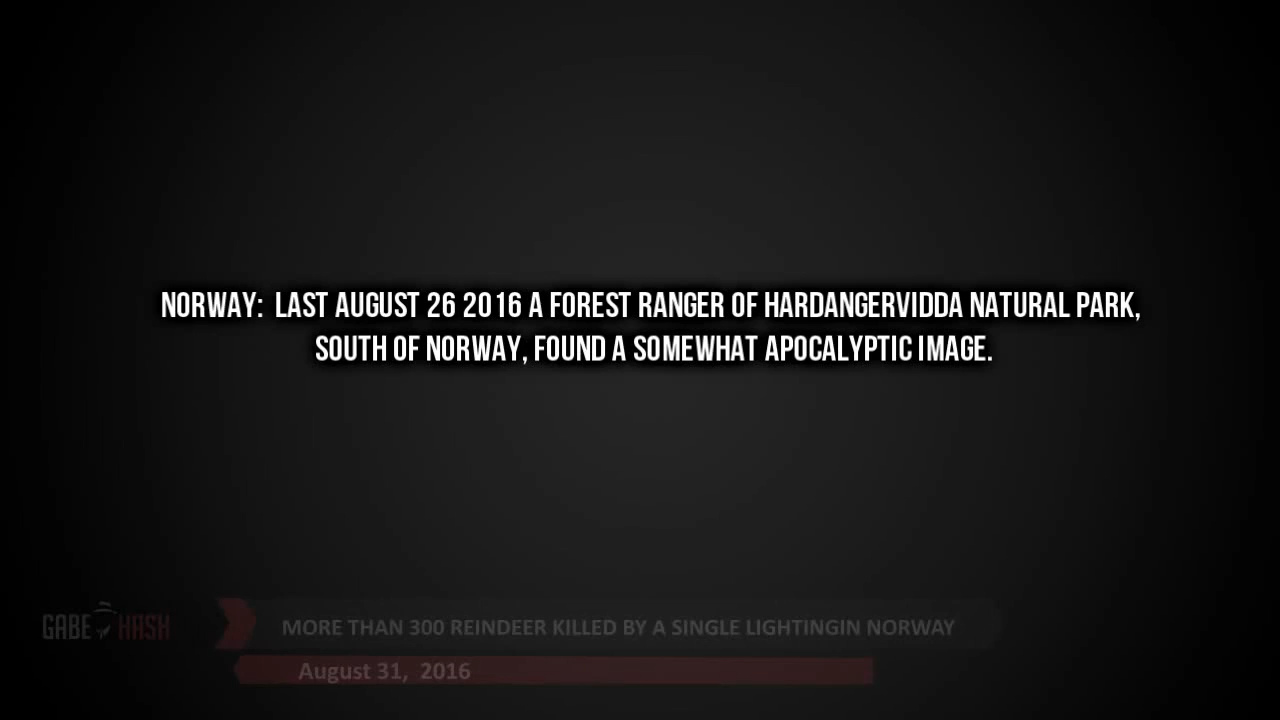 NORWAY: LAST AUGUST 26 2016 A FOREST RANGER OF HARDANGERVIDDA NATURAL PARK,
SOUTH OF NORWAY, FOUND A SOMEWHAT APOCALYPTIC IMAGE.
GABE HASH
MORE THAN 300 REINDEER KILLED BY A SINGLE LIGHTINGIN NORWAY
August 31, 2016